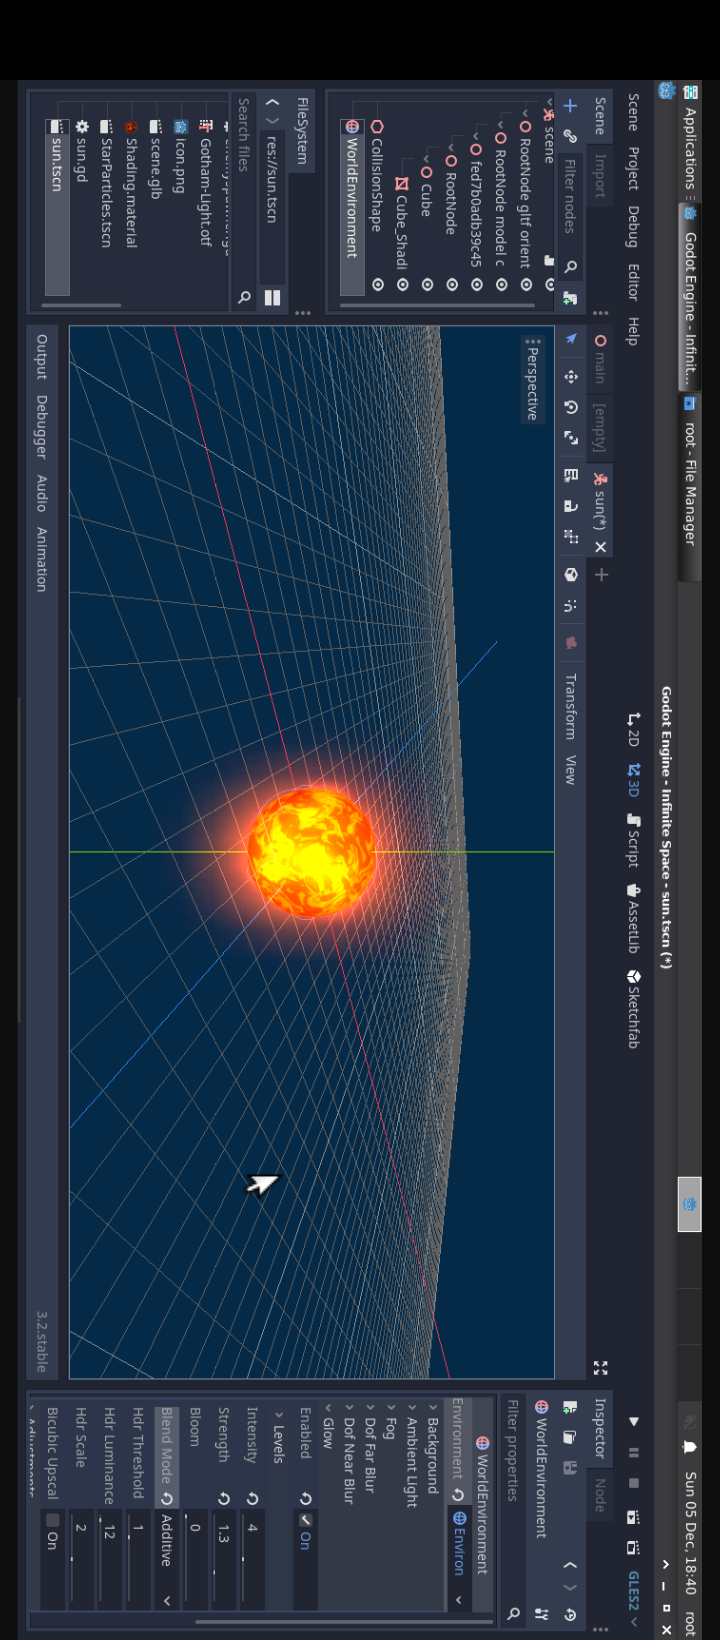 Applications
Godot Engine - Infinit...
root - File Manager
Sun 05 Dec, 18:40
root
Godot Engine - Infinite Space - sun.tscn (*)
Scene Project Debug Editor Help
2D 3D Script AssetLib Sketchfab
GLES2
Scene Import
Filter nodes
scene
RootNode gltf orient
RootNode model c
fed7b0adb39c45
RootNode
Cube
Cube_Shadi
CollisionShape
WorldEnvironment
FileSystem
res://sun.tscn
Search files
Gotham-Light.otf
icon.png
scene.glb
Shading.material
StarParticles.tscn
sun.gd
sun.tscn
main [empty] sun(*) X
Transform View
Perspective
Output Debugger Audio Animation
3.2.stable
Inspector Node
WorldEnvironment
Filter properties
WorldEnvironment
Environment Environ
Background
Ambient Light
Fog
Dof Far Blur
Dof Near Blur
Glow
Enabled On
Levels
Intensity 4
Strength 1.3
Bloom 0
Blend Mode Additive
Hdr Threshold 1
Hdr Luminance 12
Hdr Scale 2
Bicubic Upscal On